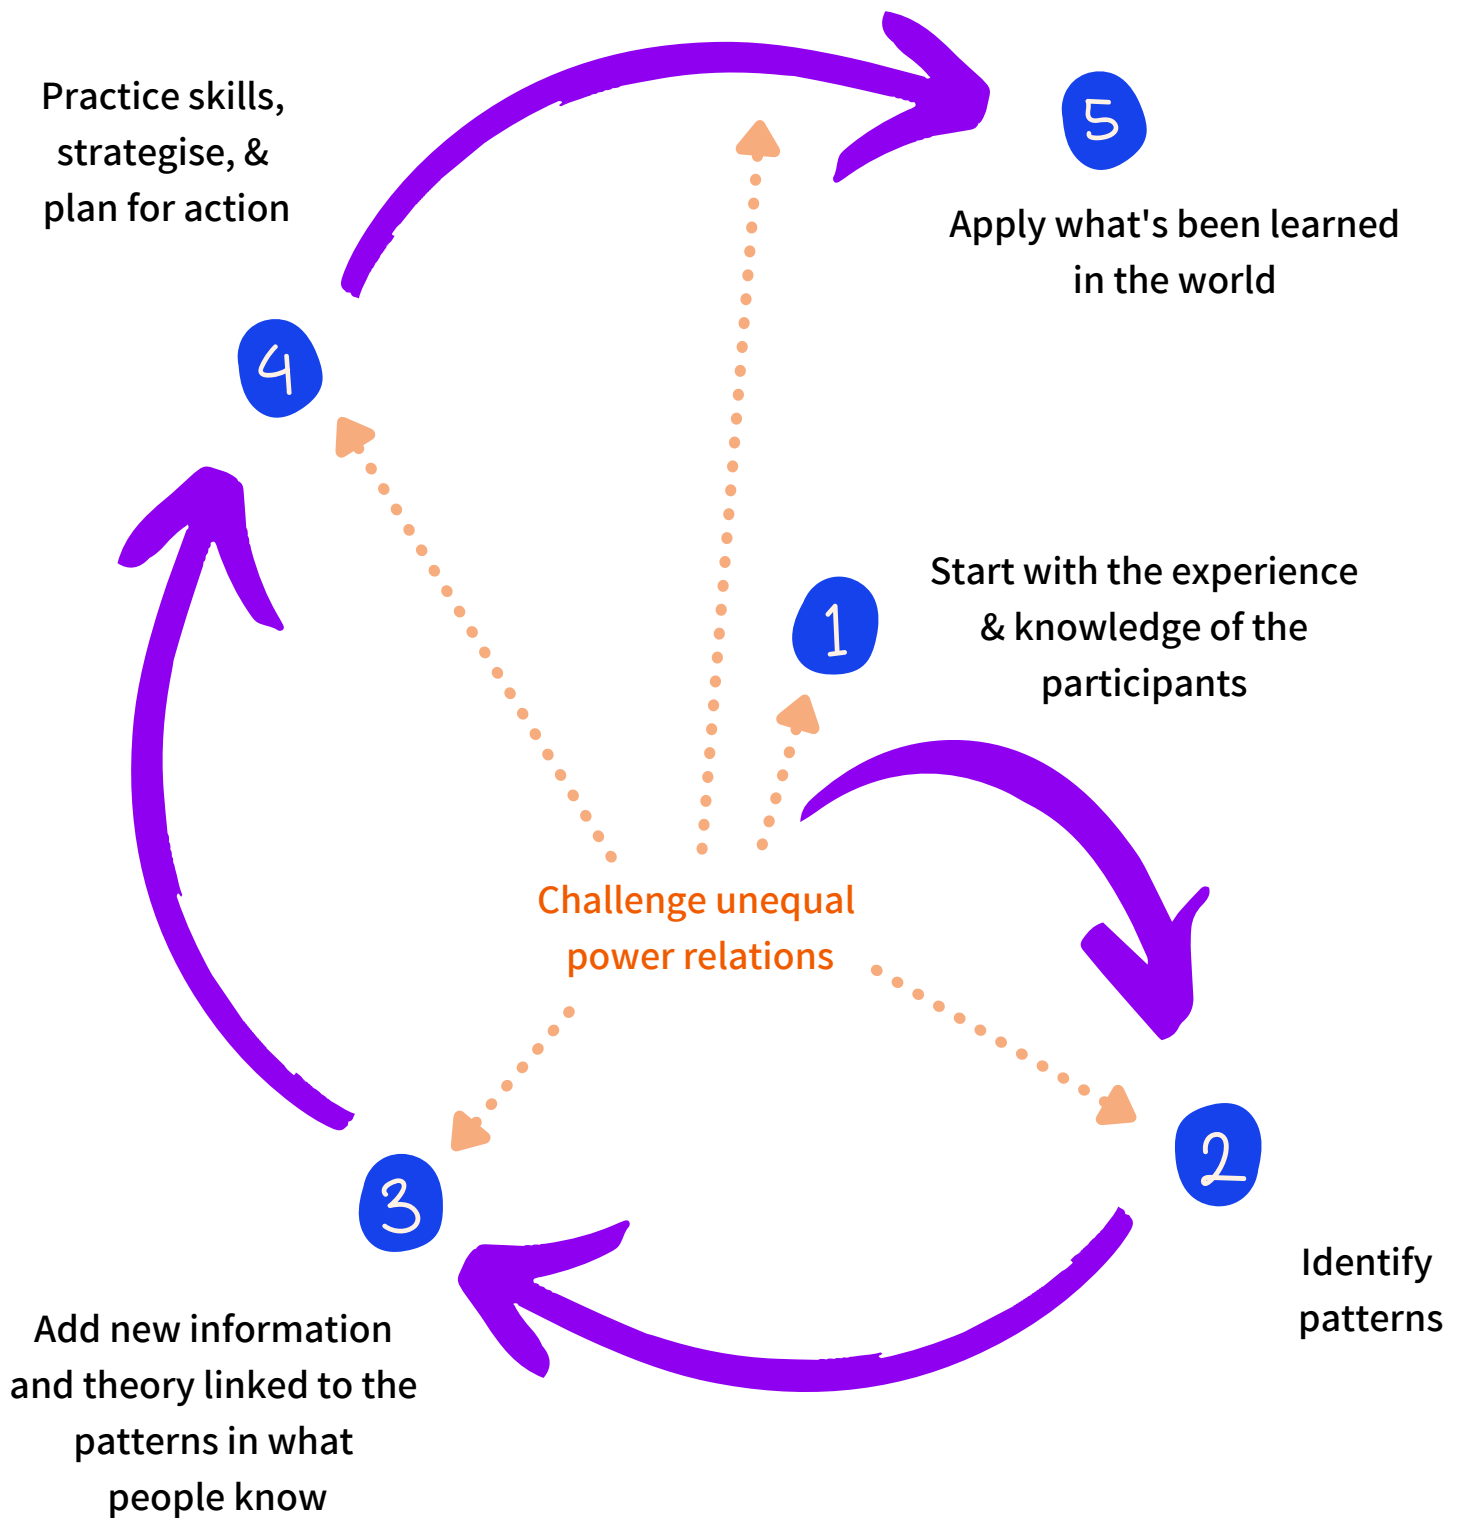 Practice skills,
strategise, &
plan for action
5
Apply what's been learned
in the world
4
1
Start with the experience
& knowledge of the
participants
Challenge unequal
power relations
2
Identify
patterns
3
Add new information
and theory linked to the
patterns in what
people know